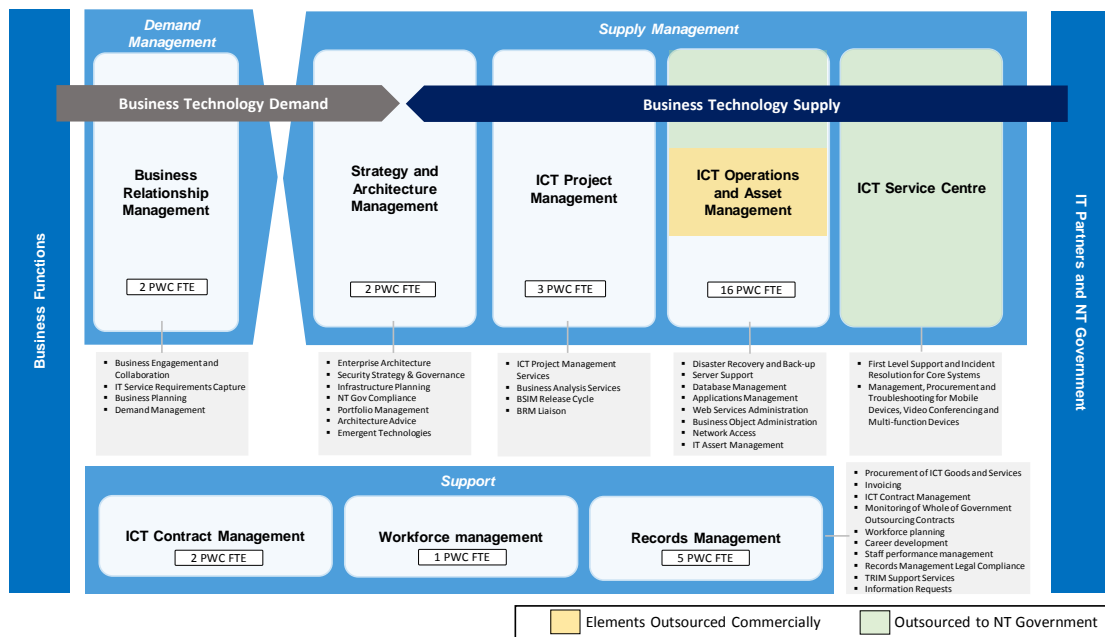 Demand
Management
Supply Management
Business Technology Demand
Business Technology Supply
Business Functions
IT Partners and NT Government
Business
Relationship
Management
2 PWC FTE
Strategy and
Architecture
Management
2 PWC FTE
ICT Project
Management
3 PWC FTE
ICT Operations
and Asset
Management
16 PWC FTE
ICT Service Centre
▪ Business Engagement and
Collaboration
▪ IT Service Requirements Capture
▪ Business Planning
▪ Demand Management
▪ Enterprise Architecture
▪ Security Strategy & Governance
▪ Infrastructure Planning
▪ NT Gov Compliance
▪ Portfolio Management
▪ Architecture Advice
▪ Emergent Technologies
▪ ICT Project Management
Services
▪ Business Analysis Services
▪ BSIM Release Cycle
▪ BRM Liaison
▪ Disaster Recovery and Back-up
▪ Server Support
▪ Database Management
▪ Applications Management
▪ Web Services Administration
▪ Business Object Administration
▪ Network Access
▪ IT Assert Management
▪ First Level Support and Incident
Resolution for Core Systems
▪ Management, Procurement and
Troubleshooting for Mobile
Devices, Video Conferencing and
Multi-function Devices
Support
ICT Contract Management
2 PWC FTE
Workforce management
1 PWC FTE
Records Management
5 PWC FTE
▪ Procurement of ICT Goods and Services
▪ Invoicing
▪ ICT Contract Management
▪ Monitoring of Whole of Government
Outsourcing Contracts
▪ Workforce planning
▪ Career development
▪ Staff performance management
▪ Records Management Legal Compliance
▪ TRIM Support Services
▪ Information Requests
Elements Outsourced Commercially
Outsourced to NT Government